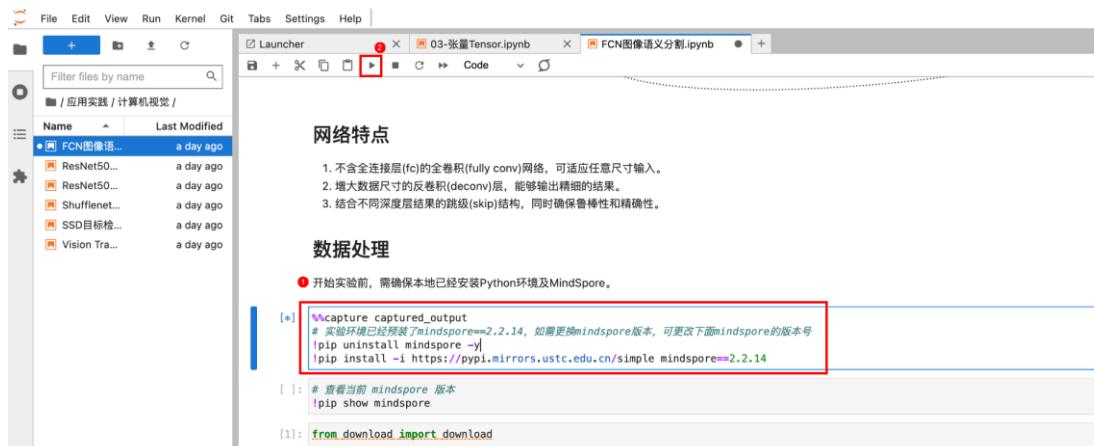 File Edit View Run Kernel Git Tabs Settings Help
Filter files by name
/ 应用实践 / 计算机视觉 /
Name Last Modified
FCN图像语... a day ago
ResNet50... a day ago
ResNet50... a day ago
Shufflenet... a day ago
SSD目标检... a day ago
Vision Tra... a day ago
Launcher 2 03-张量Tensor.ipynb FCN图像语义分割.ipynb
Code
网络特点
1. 不含全连接层(fc)的全卷积(fully conv)网络，可适应任意尺寸输入。
2. 增大数据尺寸的反卷积(deconv)层，能够输出精细的结果。
3. 结合不同深度层结果的跳级(skip)结构，同时确保鲁棒性和精确性。
数据处理
1 开始实验前，需确保本地已经安装Python环境及MindSpore。
[*] %%capture captured_output
# 实验环境已经预装了mindspore==2.2.14，如需更换mindspore版本，可更改下面mindspore的版本号
!pip uninstall mindspore -y
!pip install -i https://pypi.mirrors.ustc.edu.cn/simple mindspore==2.2.14
[ ]: # 查看当前 mindspore 版本
!pip show mindspore
[1]: from download import download